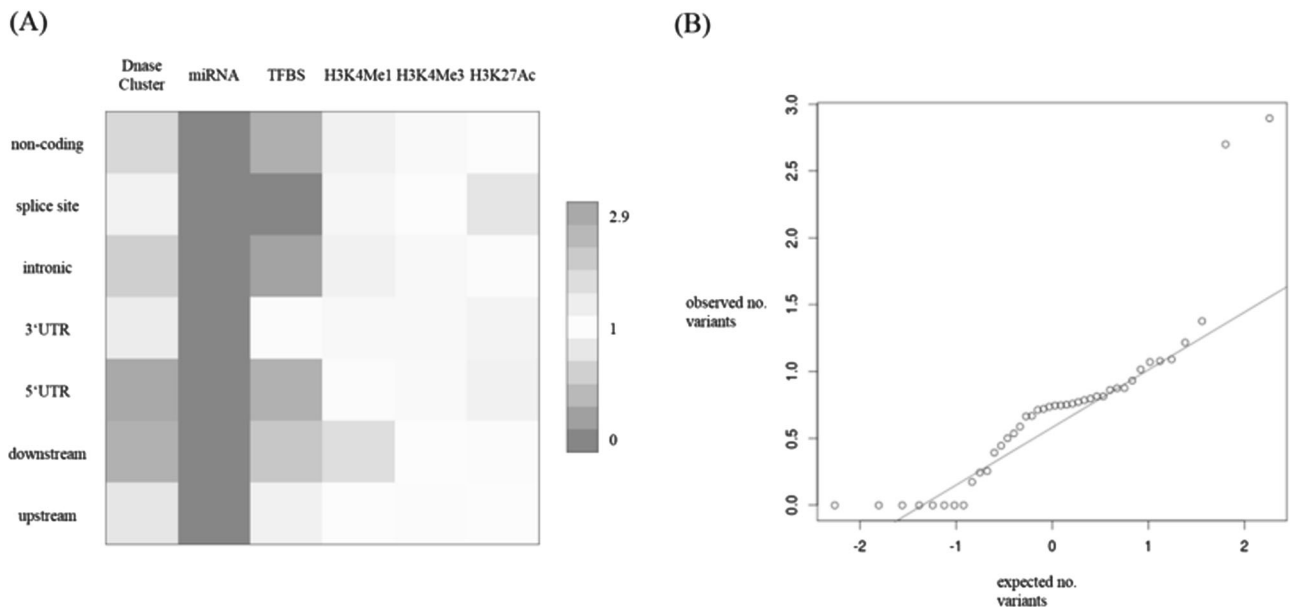 (A)
(B)
Dnase
Cluster
miRNA
TFBS
H3K4Me1
H3K4Me3
H3K27Ac
non-coding
splice site
intronic
3‘UTR
5‘UTR
downstream
upstream
2.9
1
0
observed no.
variants
3.0
2.5
2.0
1.5
1.0
0.5
0.0
-2
-1
0
1
2
expected no.
variants